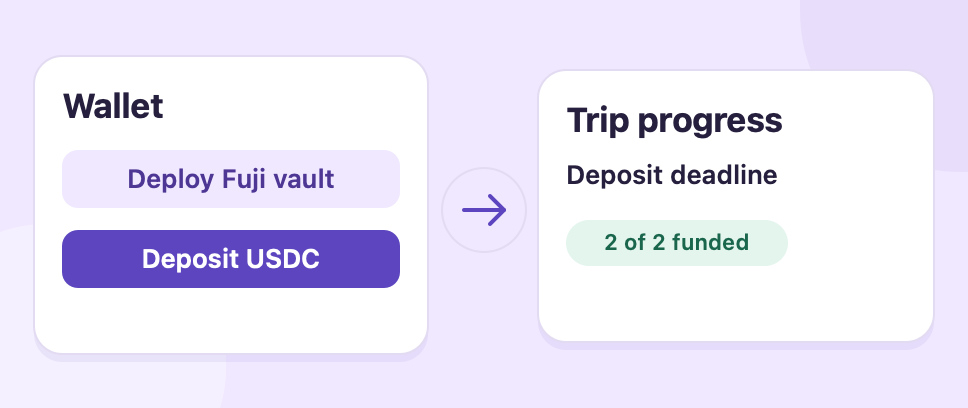 Wallet
Deploy Fuji vault
Deposit USDC
Trip progress
Deposit deadline
2 of 2 funded